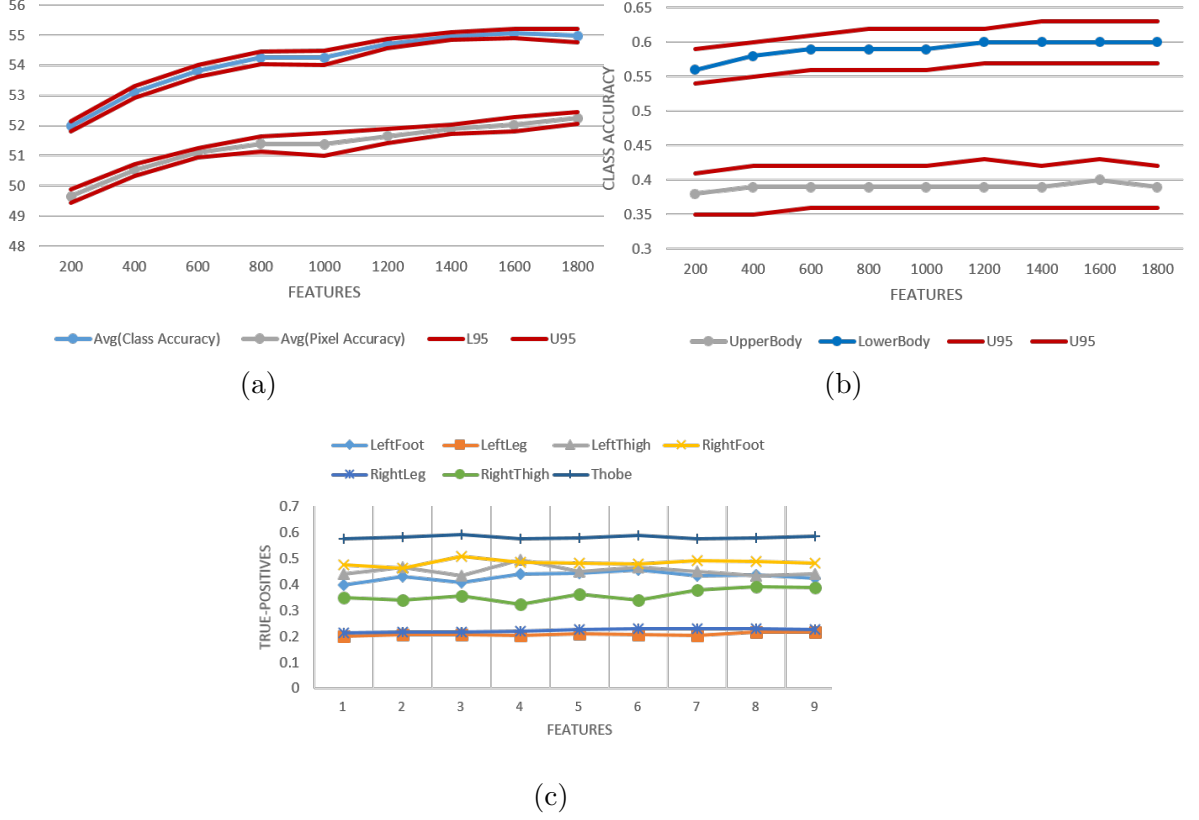 56
55
54
53
52
51
50
49
48
200 400 600 800 1000 1200 1400 1600 1800
FEATURES
Avg(Class Accuracy) Avg(Pixel Accuracy) L95 U95
(a)
CLASS ACCURACY
0.65
0.6
0.55
0.5
0.45
0.4
0.35
0.3
200 400 600 800 1000 1200 1400 1600 1800
FEATURES
UpperBody LowerBody U95 U95
(b)
LeftFoot LeftLeg LeftThigh RightFoot
RightLeg RightThigh Thobe
TRUE-POSITIVES
0.7
0.6
0.5
0.4
0.3
0.2
0.1
0
1 2 3 4 5 6 7 8 9
FEATURES
(c)